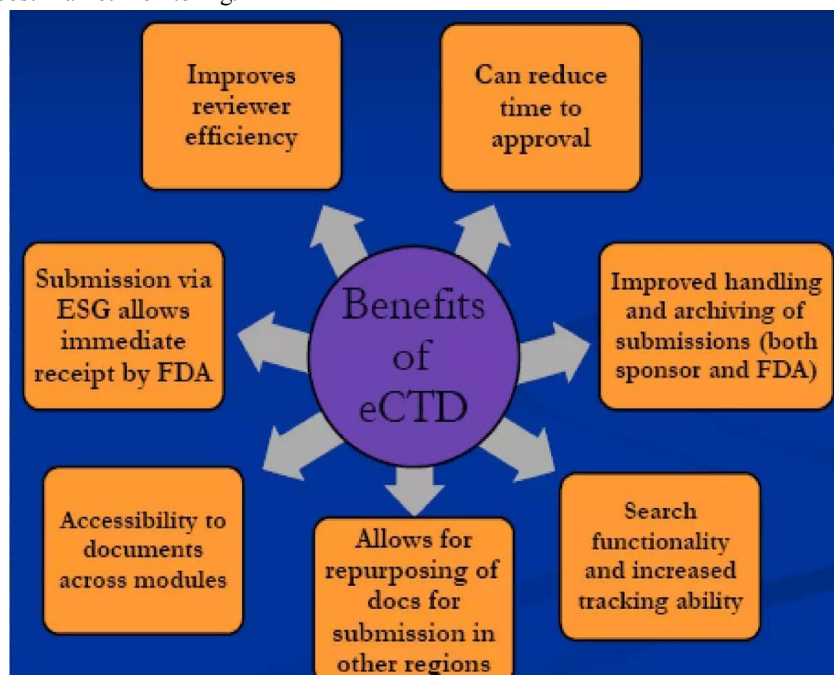 Improves
reviewer
efficiency
Can reduce
time to
approval
Submission via
ESG allows
immediate
receipt by FDA
Benefits
of
eCTD
Improved handling
and archiving of
submissions (both
sponsor and FDA)
Accessibility to
documents
across modules
Allows for
repurposing of
docs for
submission in
other regions
Search
functionality
and increased
tracking ability